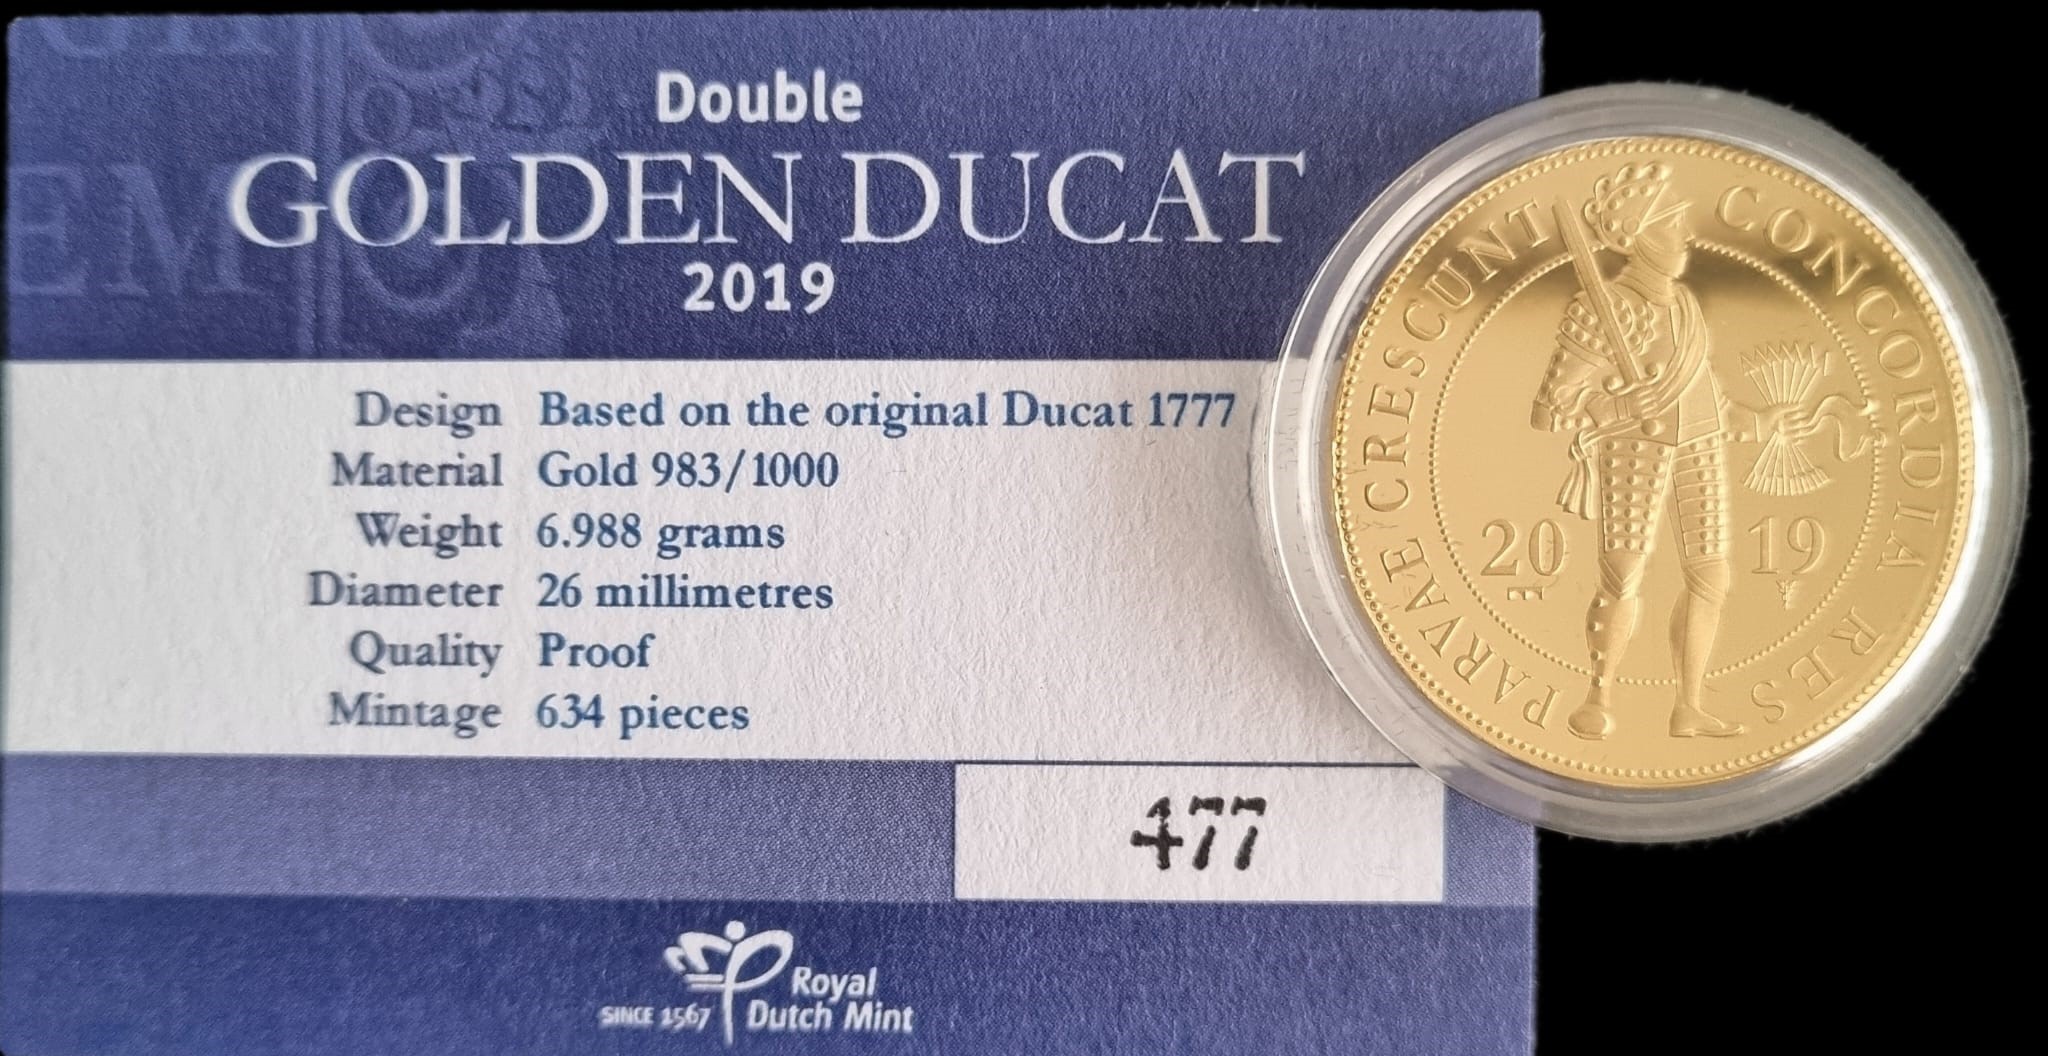 Double
GOLDEN DUCAT
2019
Design Based on the original Ducat 1777
Material Gold 983/1000
Weight 6.988 grams
Diameter 26 millimetres
Quality Proof
Mintage 634 pieces
477
Royal
SINCE 1567 Dutch Mint
PARVAE CRESCUNT CONCORDIA RES
20 19
EM